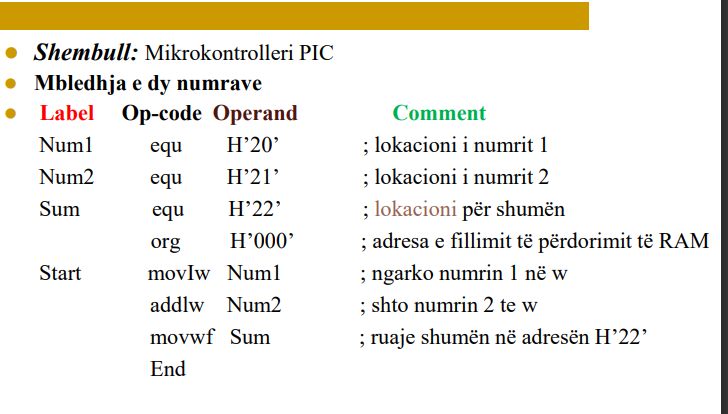 Shembull: Mikrokontrolleri PIC
Mbledhja e dy numrave
Label Op-code Operand Comment
Num1 equ H’20’ ; lokacioni i numrit 1
Num2 equ H’21’ ; lokacioni i numrit 2
Sum equ H’22’ ; lokacioni për shumën
org H’000’ ; adresa e fillimit të përdorimit të RAM
Start movIw Num1 ; ngarko numrin 1 në w
addlw Num2 ; shto numrin 2 te w
movwf Sum ; ruaje shumën në adresën H’22’
End